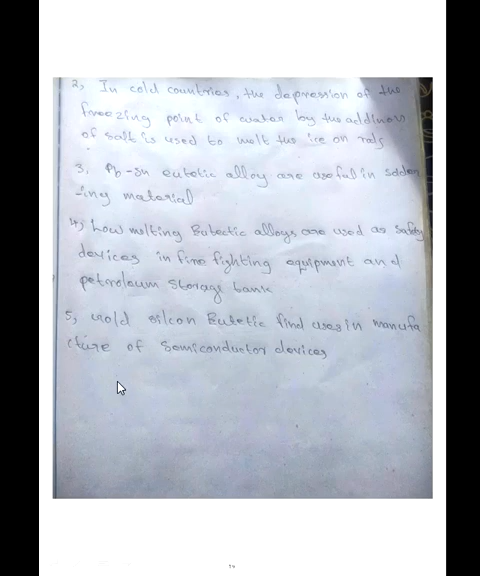 2, In cold countries, the depression of the
freezing point of water by the addinon
of salt is used to melt the ice on rds
3, Pb-Sn eutetic alloy are useful in solder
-ing material
4, Low melting Eutectic alloys are used as safety
devices in fire fighting equipment and
petroleum storage tank
5, Gold silcon Eutetic find uses in manufa
cture of Semiconductor devices